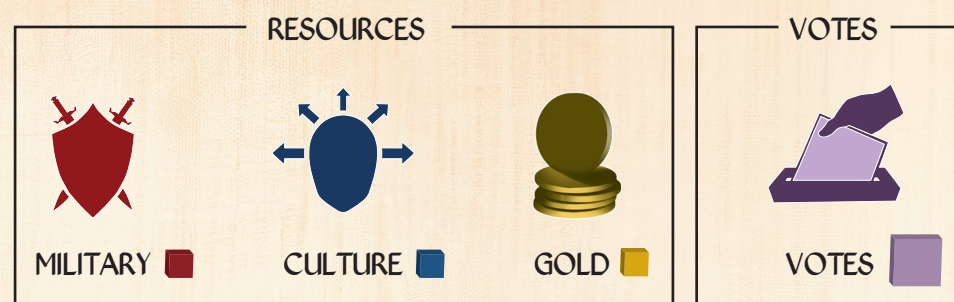 RESOURCES
VOTES
MILITARY
CULTURE
GOLD
VOTES